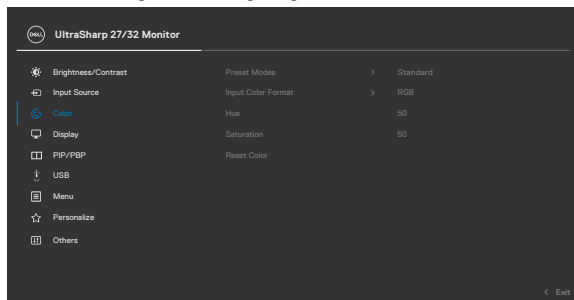 DELL UltraSharp 27/32 Monitor
Brightness/Contrast Preset Modes > Standard
Input Source Input Color Format > RGB
Color Hue 50
Display Saturation 50
PIP/PBP Reset Color
USB
Menu
Personalize
Others
< Exit